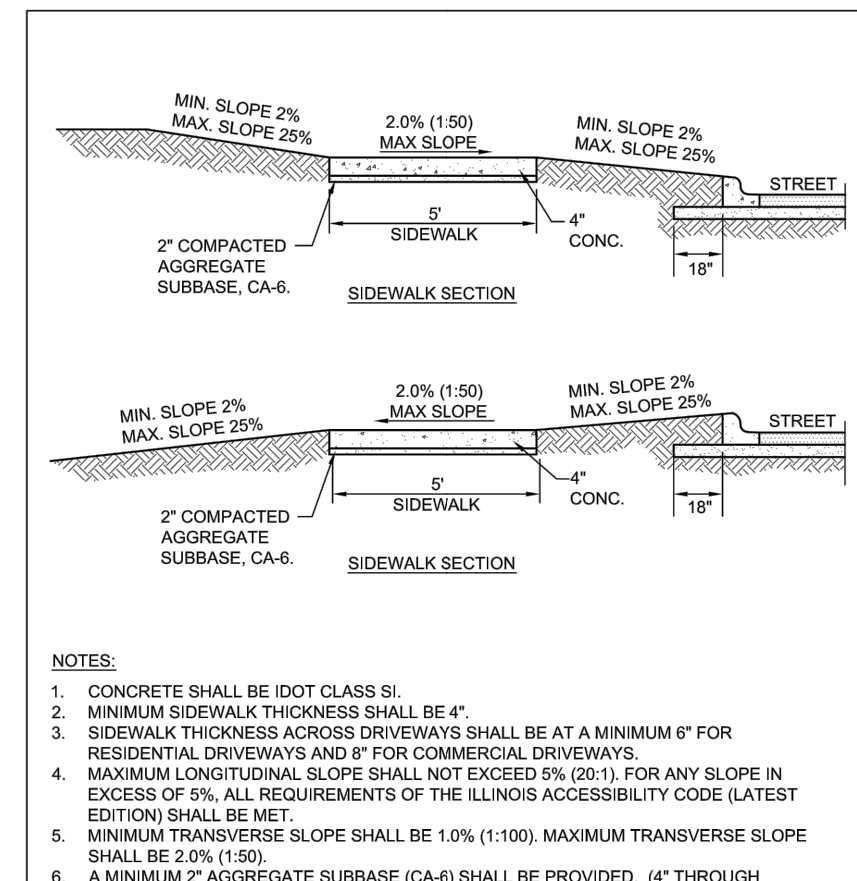 MIN. SLOPE 2%
MAX. SLOPE 25%
2.0% (1:50)
MAX SLOPE
MIN. SLOPE 2%
MAX. SLOPE 25%
STREET
5'
SIDEWALK
4"
CONC.
18"
2" COMPACTED
AGGREGATE
SUBBASE, CA-6.
SIDEWALK SECTION
MIN. SLOPE 2%
MAX. SLOPE 25%
2.0% (1:50)
MAX SLOPE
MIN. SLOPE 2%
MAX. SLOPE 25%
STREET
5'
SIDEWALK
4"
CONC.
18"
2" COMPACTED
AGGREGATE
SUBBASE, CA-6.
SIDEWALK SECTION
NOTES:
1. CONCRETE SHALL BE IDOT CLASS SI.
2. MINIMUM SIDEWALK THICKNESS SHALL BE 4".
3. SIDEWALK THICKNESS ACROSS DRIVEWAYS SHALL BE AT A MINIMUM 6" FOR
RESIDENTIAL DRIVEWAYS AND 8" FOR COMMERCIAL DRIVEWAYS.
4. MAXIMUM LONGITUDINAL SLOPE SHALL NOT EXCEED 5% (20:1). FOR ANY SLOPE IN
EXCESS OF 5%, ALL REQUIREMENTS OF THE ILLINOIS ACCESSIBILITY CODE (LATEST
EDITION) SHALL BE MET.
5. MINIMUM TRANSVERSE SLOPE SHALL BE 1.0% (1:100). MAXIMUM TRANSVERSE SLOPE
SHALL BE 2.0% (1:50).
6. A MINIMUM 2" AGGREGATE SUBBASE (CA-6) SHALL BE PROVIDED. (4" THROUGH